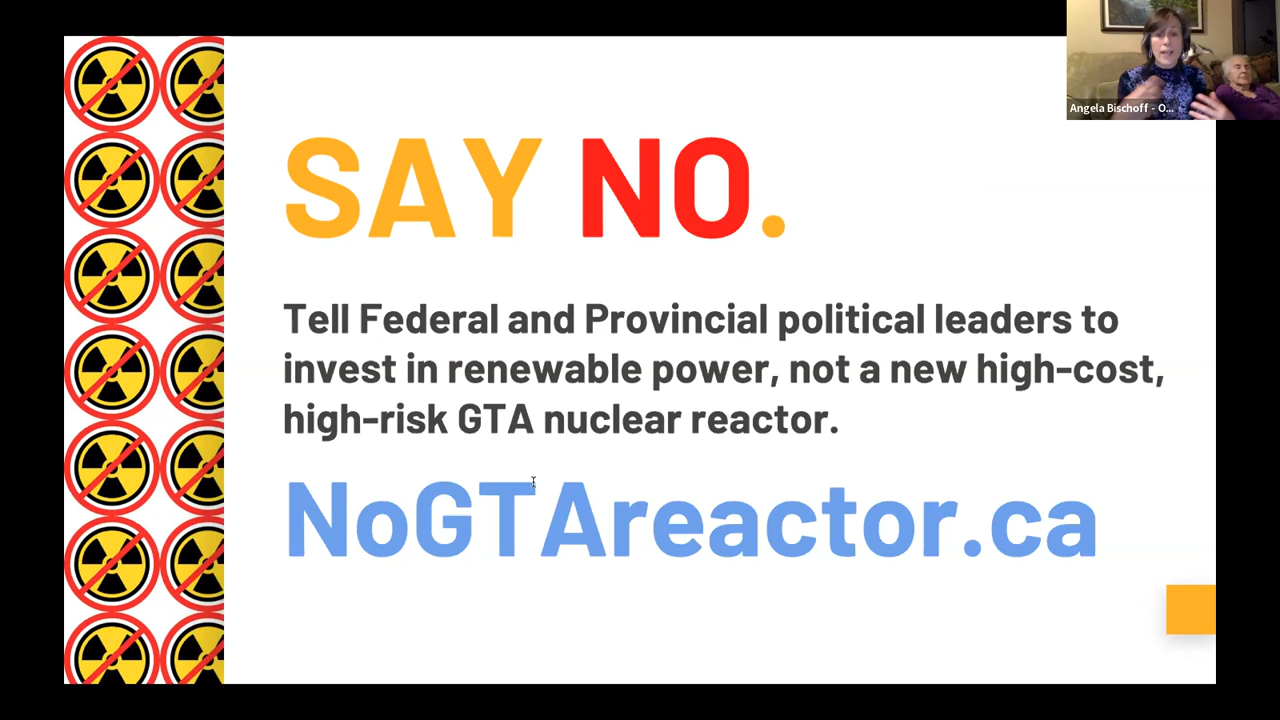 Angela Bischoff - O...
SAY NO.
Tell Federal and Provincial political leaders to
invest in renewable power, not a new high-cost,
high-risk GTA nuclear reactor.
NoGTAreactor.ca